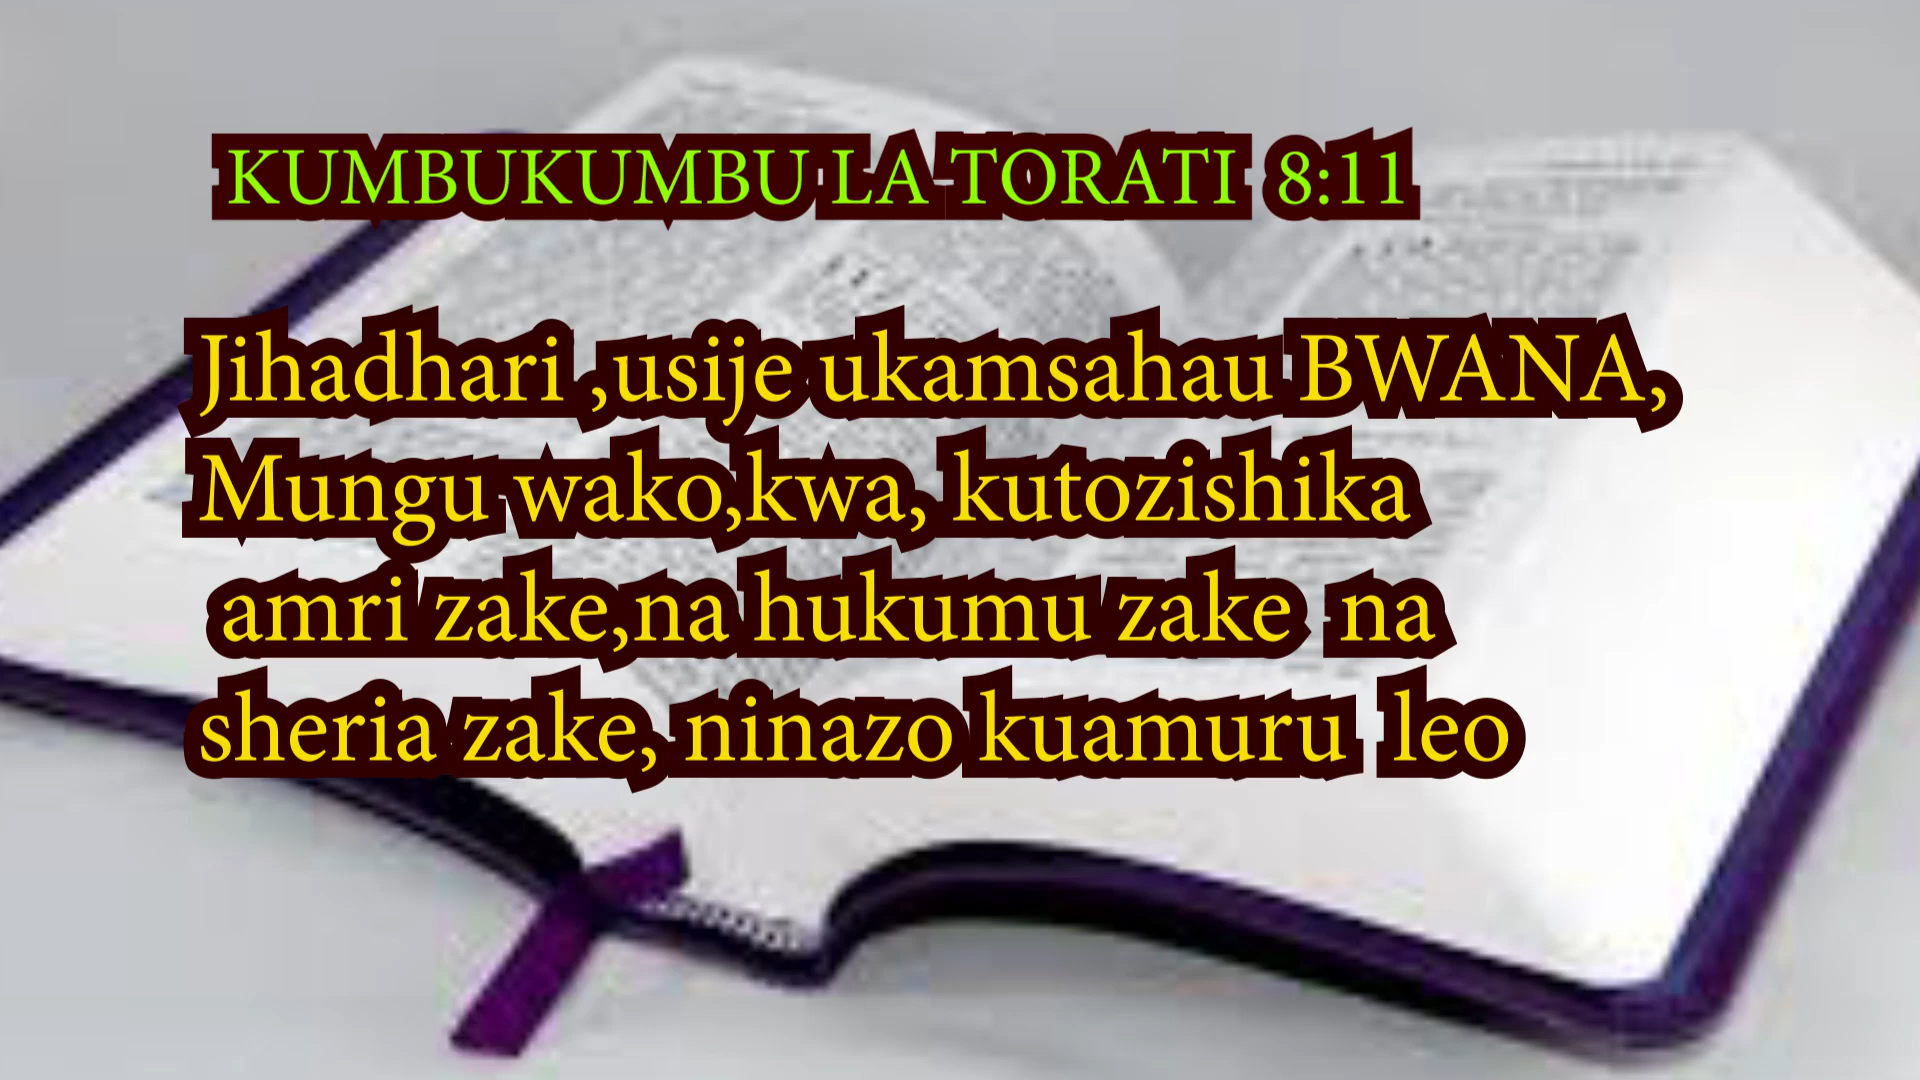 KUMBUKUMBU LA TORATI 8:11
Jihadhari ,usije ukamsahau BWANA,
Mungu wako,kwa, kutozishika
amri zake,na hukumu zake na
sheria zake, ninazo kuamuru leo